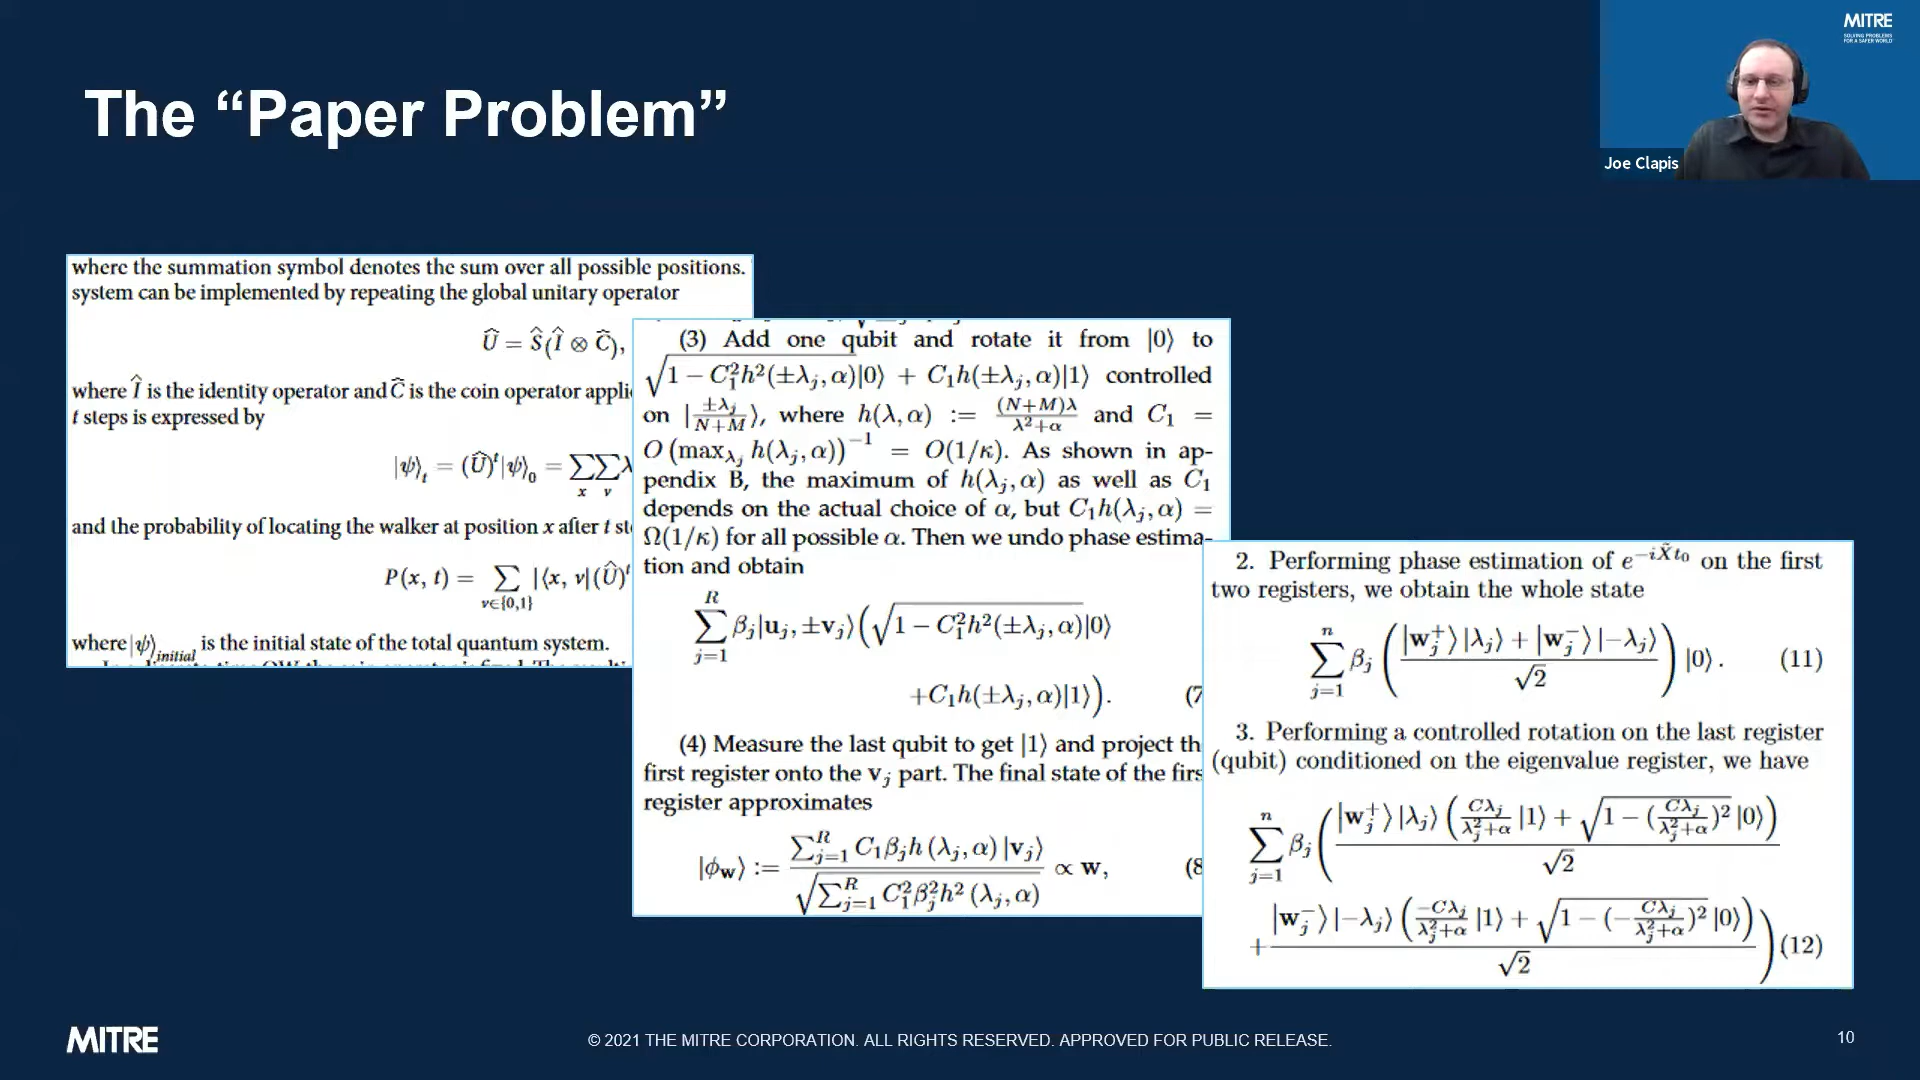 MITRE
SOLVING PROBLEMS
FOR A SAFER WORLD
Joe Clapis
The “Paper Problem”
where the summation symbol denotes the sum over all possible positions.
system can be implemented by repeating the global unitary operator
Û = Ŝ(Î ⊗ Ĉ),
where Î is the identity operator and Ĉ is the coin operator appli
t steps is expressed by
|ψ⟩_t = (Û)^t|ψ⟩_0 = ∑_x ∑_v λ
and the probability of locating the walker at position x after t st
P(x, t) = ∑_{v∈{0,1}} |⟨x, v|(Û)^t
where |ψ⟩_initial is the initial state of the total quantum system.
(3) Add one qubit and rotate it from |0⟩ to
√(1 − C₁²h²(±λ_j, α))|0⟩ + C₁h(±λ_j, α)|1⟩ controlled
on |±λ_j/(N+M)⟩, where h(λ, α) := (N+M)λ/(λ²+α) and C₁ =
O (max_{λ_j} h(λ_j, α))^{−1} = O(1/κ). As shown in ap-
pendix B, the maximum of h(λ_j, α) as well as C₁
depends on the actual choice of α, but C₁h(λ_j, α) =
Ω(1/κ) for all possible α. Then we undo phase estima-
tion and obtain
∑_{j=1}^R β_j|u_j, ±v_j⟩(√(1 − C₁²h²(±λ_j, α))|0⟩
+C₁h(±λ_j, α)|1⟩). (7
(4) Measure the last qubit to get |1⟩ and project th
first register onto the v_j part. The final state of the firs
register approximates
|ϕ_w⟩ := ∑_{j=1}^R C₁β_jh (λ_j, α) |v_j⟩ / √(∑_{j=1}^R C₁²β_j²h² (λ_j, α)) ∝ w, (8
2. Performing phase estimation of e^{−iX̃t₀} on the first
two registers, we obtain the whole state
∑_{j=1}^n β_j ((|w_j^+⟩|λ_j⟩ + |w_j^−⟩|−λ_j⟩)/√2) |0⟩. (11)
3. Performing a controlled rotation on the last register
(qubit) conditioned on the eigenvalue register, we have
∑_{j=1}^n β_j(|w_j^+⟩|λ_j⟩(Cλ_j/(λ_j²+α) |1⟩ + √(1 − (Cλ_j/(λ_j²+α))²) |0⟩)/√2
+|w_j^−⟩|−λ_j⟩(−Cλ_j/(λ_j²+α) |1⟩ + √(1 − (−Cλ_j/(λ_j²+α))²) |0⟩)/√2) (12)
MITRE
© 2021 THE MITRE CORPORATION. ALL RIGHTS RESERVED. APPROVED FOR PUBLIC RELEASE.
10